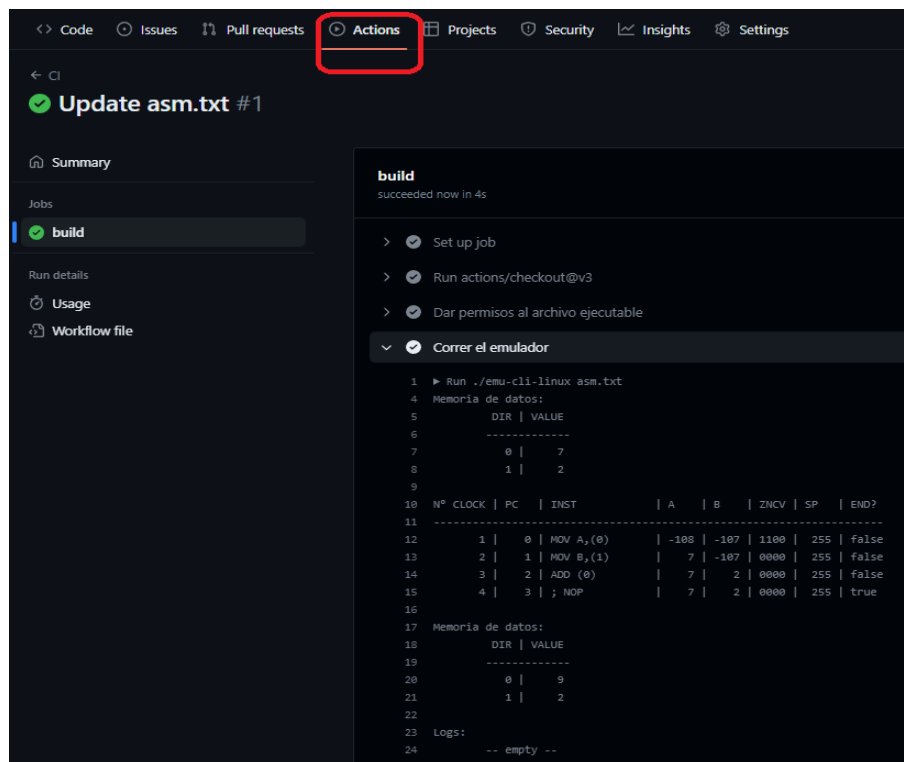 Code Issues Pull requests Actions Projects Security Insights Settings
← CI
Update asm.txt #1
Summary
Jobs
build
Run details
Usage
Workflow file
build
succeeded now in 4s
Set up job
Run actions/checkout@v3
Dar permisos al archivo ejecutable
Correr el emulador
1 ▶ Run ./emu-cli-linux asm.txt
4 Memoria de datos:
5 DIR | VALUE
6 -------------
7 0 | 7
8 1 | 2
9
10 Nº CLOCK | PC | INST | A | B | ZNCV | SP | END?
11 ----------------------------------------------------------------------
12 1 | 0 | MOV A,(0) | -108 | -107 | 1100 | 255 | false
13 2 | 1 | MOV B,(1) | 7 | -107 | 0000 | 255 | false
14 3 | 2 | ADD (0) | 7 | 2 | 0000 | 255 | false
15 4 | 3 | ; NOP | 7 | 2 | 0000 | 255 | true
16
17 Memoria de datos:
18 DIR | VALUE
19 -------------
20 0 | 9
21 1 | 2
22
23 Logs:
24 -- empty --